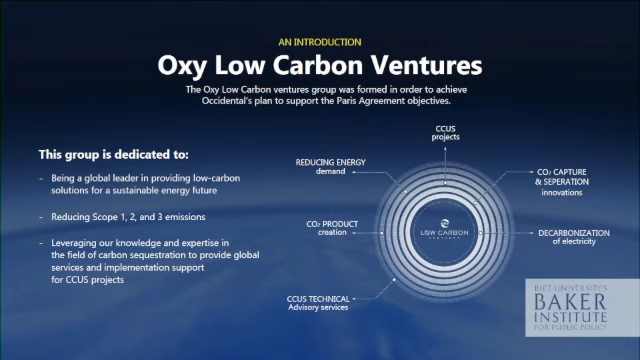 AN INTRODUCTION
Oxy Low Carbon Ventures
The Oxy Low Carbon ventures group was formed in order to achieve
Occidental's plan to support the Paris Agreement objectives.
This group is dedicated to:
- Being a global leader in providing low-carbon
solutions for a sustainable energy future
- Reducing Scope 1, 2, and 3 emissions
- Leveraging our knowledge and expertise in
the field of carbon sequestration to provide global
services and implementation support
for CCUS projects
CCUS
projects
REDUCING ENERGY
demand
CO₂ CAPTURE
& SEPERATION
innovations
CO₂ PRODUCT
creation
LOW CARBON
VENTURES
DECARBONIZATION
of electricity
CCUS TECHNICAL
Advisory services
RICE UNIVERSITY'S
BAKER
INSTITUTE
FOR PUBLIC POLICY